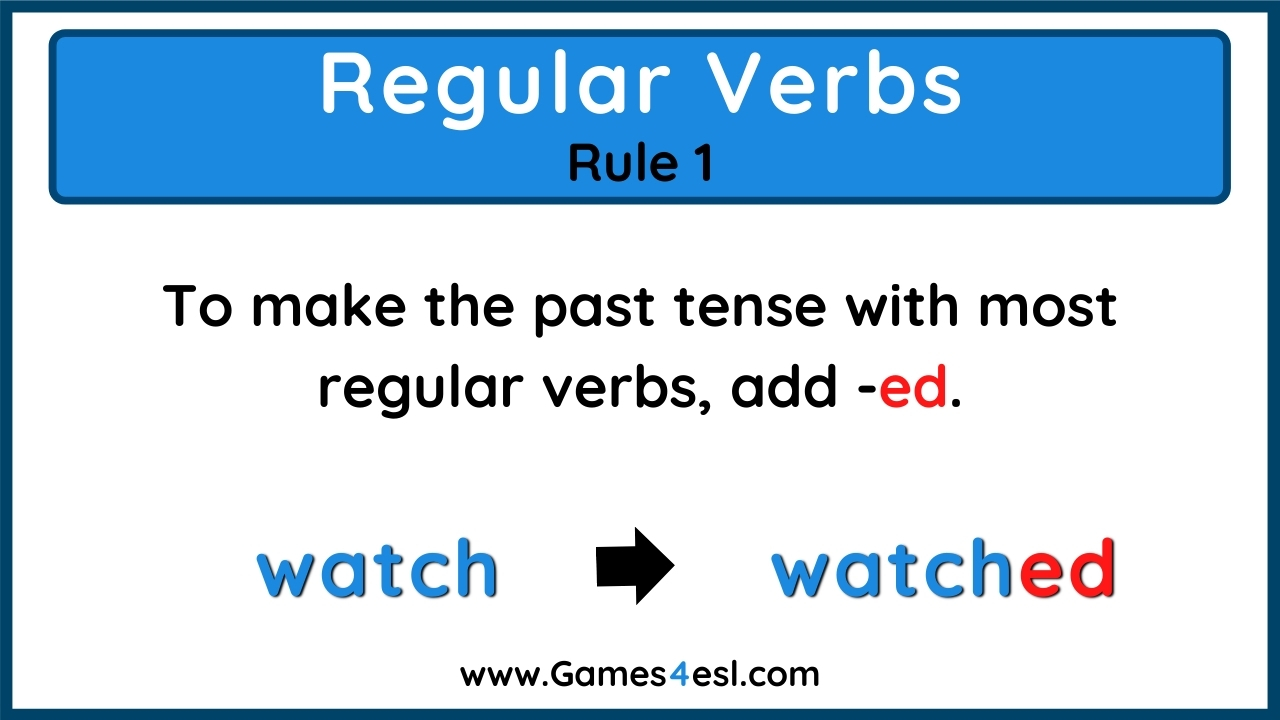 Regular Verbs
Rule 1
To make the past tense with most
regular verbs, add -ed.
watch watched
www.Games4esl.com